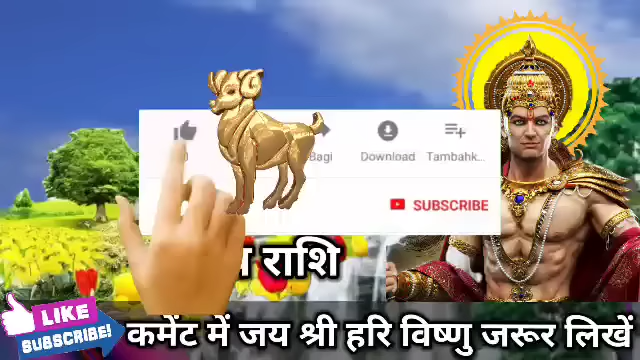 Bagi
Download
Tambahk...
SUBSCRIBE
राशि
LIKE
SUBSCRIBE!
कमेंट में जय श्री हरि विष्णु जरूर लिखें